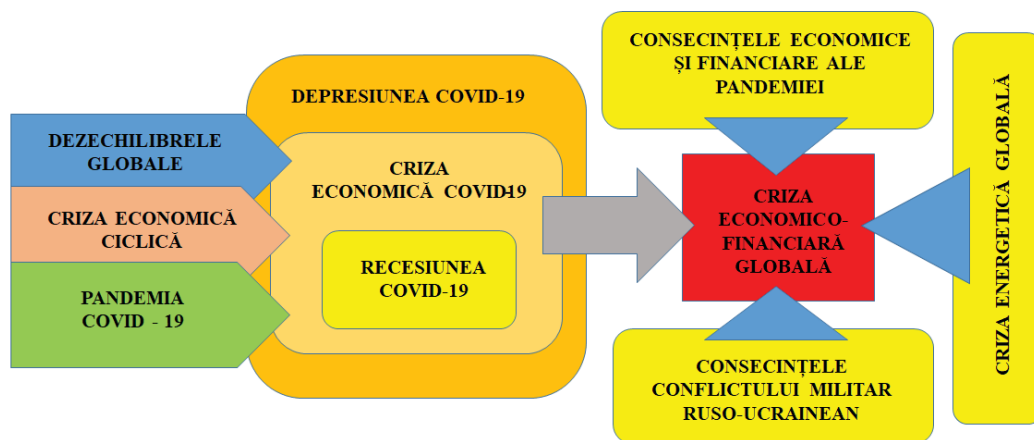 DEZECHILIBRELE
GLOBALE
CRIZA ECONOMICĂ
CICLICĂ
PANDEMIA
COVID - 19
DEPRESIUNEA COVID-19
CRIZA
ECONOMICĂ COVID-19
RECESIUNEA
COVID-19
CONSECINȚELE ECONOMICE
ȘI FINANCIARE ALE
PANDEMIEI
CRIZA
ECONOMICO-
FINANCIARĂ
GLOBALĂ
CONSECINȚELE
CONFLICTULUI MILITAR
RUSO-UCRAINEAN
CRIZA ENERGETICĂ GLOBALĂ